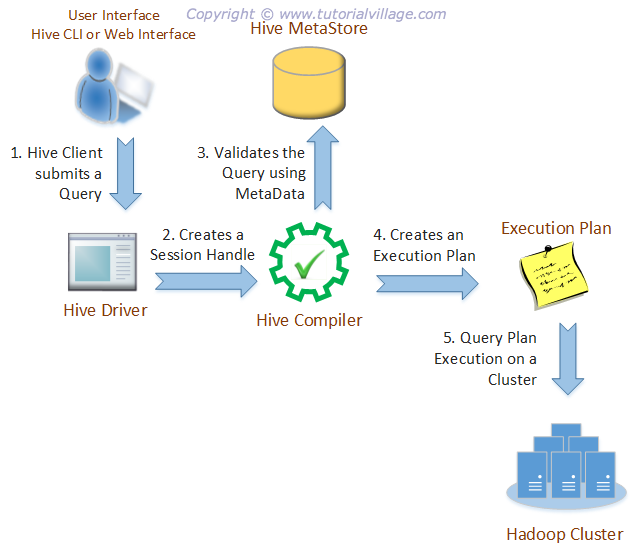 Copyright © www.tutorialvillage.com
User Interface
Hive CLI or Web Interface
Hive MetaStore
1. Hive Client
submits a
Query
3. Validates the
Query using
MetaData
2. Creates a
Session Handle
4. Creates an
Execution Plan
Execution Plan
Hive Driver
Hive Compiler
5. Query Plan
Execution on a
Cluster
Hadoop Cluster